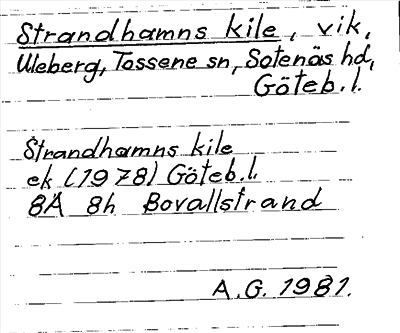 Strandhamns kile, vik,
Uleberg, Tossene sn, Sotenäs hd,
Göteb. l.
Strandhamns kile
ek (1978) Göteb. l.
8A 8h Bovallstrand
A.G. 1981.